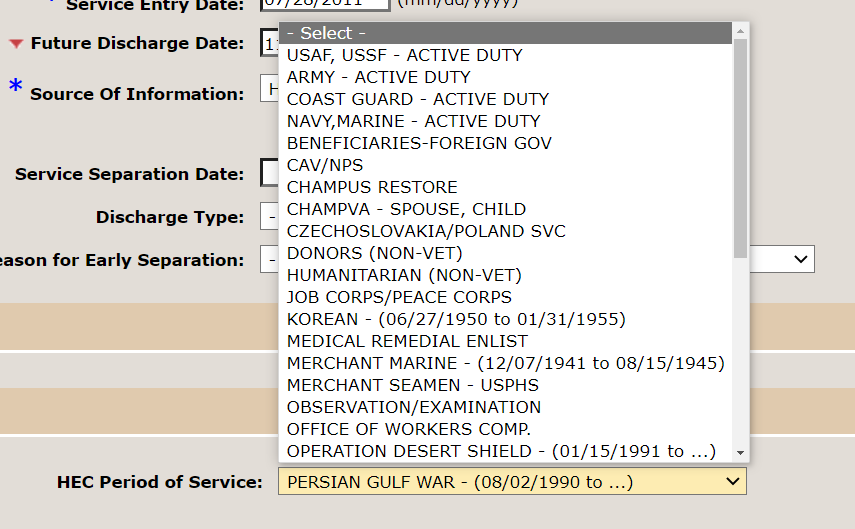 * Service Entry Date: 07/28/2011 (mm/dd/yyyy)
Future Discharge Date: 11
* Source Of Information: H
Service Separation Date:
Discharge Type: -
eason for Early Separation: -
- Select -
USAF, USSF - ACTIVE DUTY
ARMY - ACTIVE DUTY
COAST GUARD - ACTIVE DUTY
NAVY,MARINE - ACTIVE DUTY
BENEFICIARIES-FOREIGN GOV
CAV/NPS
CHAMPUS RESTORE
CHAMPVA - SPOUSE, CHILD
CZECHOSLOVAKIA/POLAND SVC
DONORS (NON-VET)
HUMANITARIAN (NON-VET)
JOB CORPS/PEACE CORPS
KOREAN - (06/27/1950 to 01/31/1955)
MEDICAL REMEDIAL ENLIST
MERCHANT MARINE - (12/07/1941 to 08/15/1945)
MERCHANT SEAMEN - USPHS
OBSERVATION/EXAMINATION
OFFICE OF WORKERS COMP.
OPERATION DESERT SHIELD - (01/15/1991 to ...)
HEC Period of Service: PERSIAN GULF WAR - (08/02/1990 to ...)